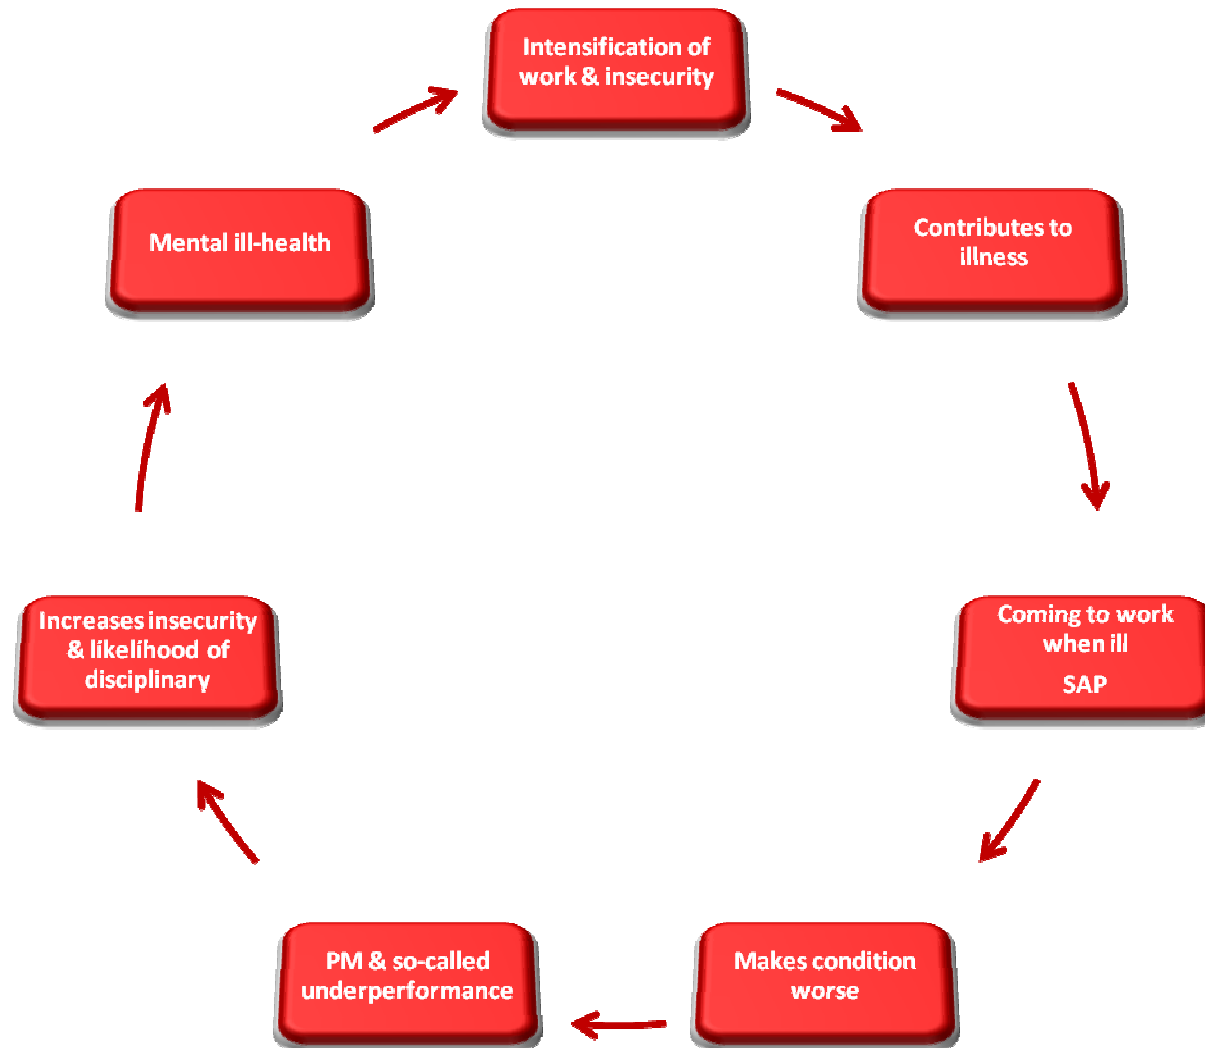 Intensification of
work & insecurity
Contributes to
illness
Coming to work
when ill
SAP
Makes condition
worse
PM & so-called
underperformance
Increases insecurity
& likelihood of
disciplinary
Mental ill-health